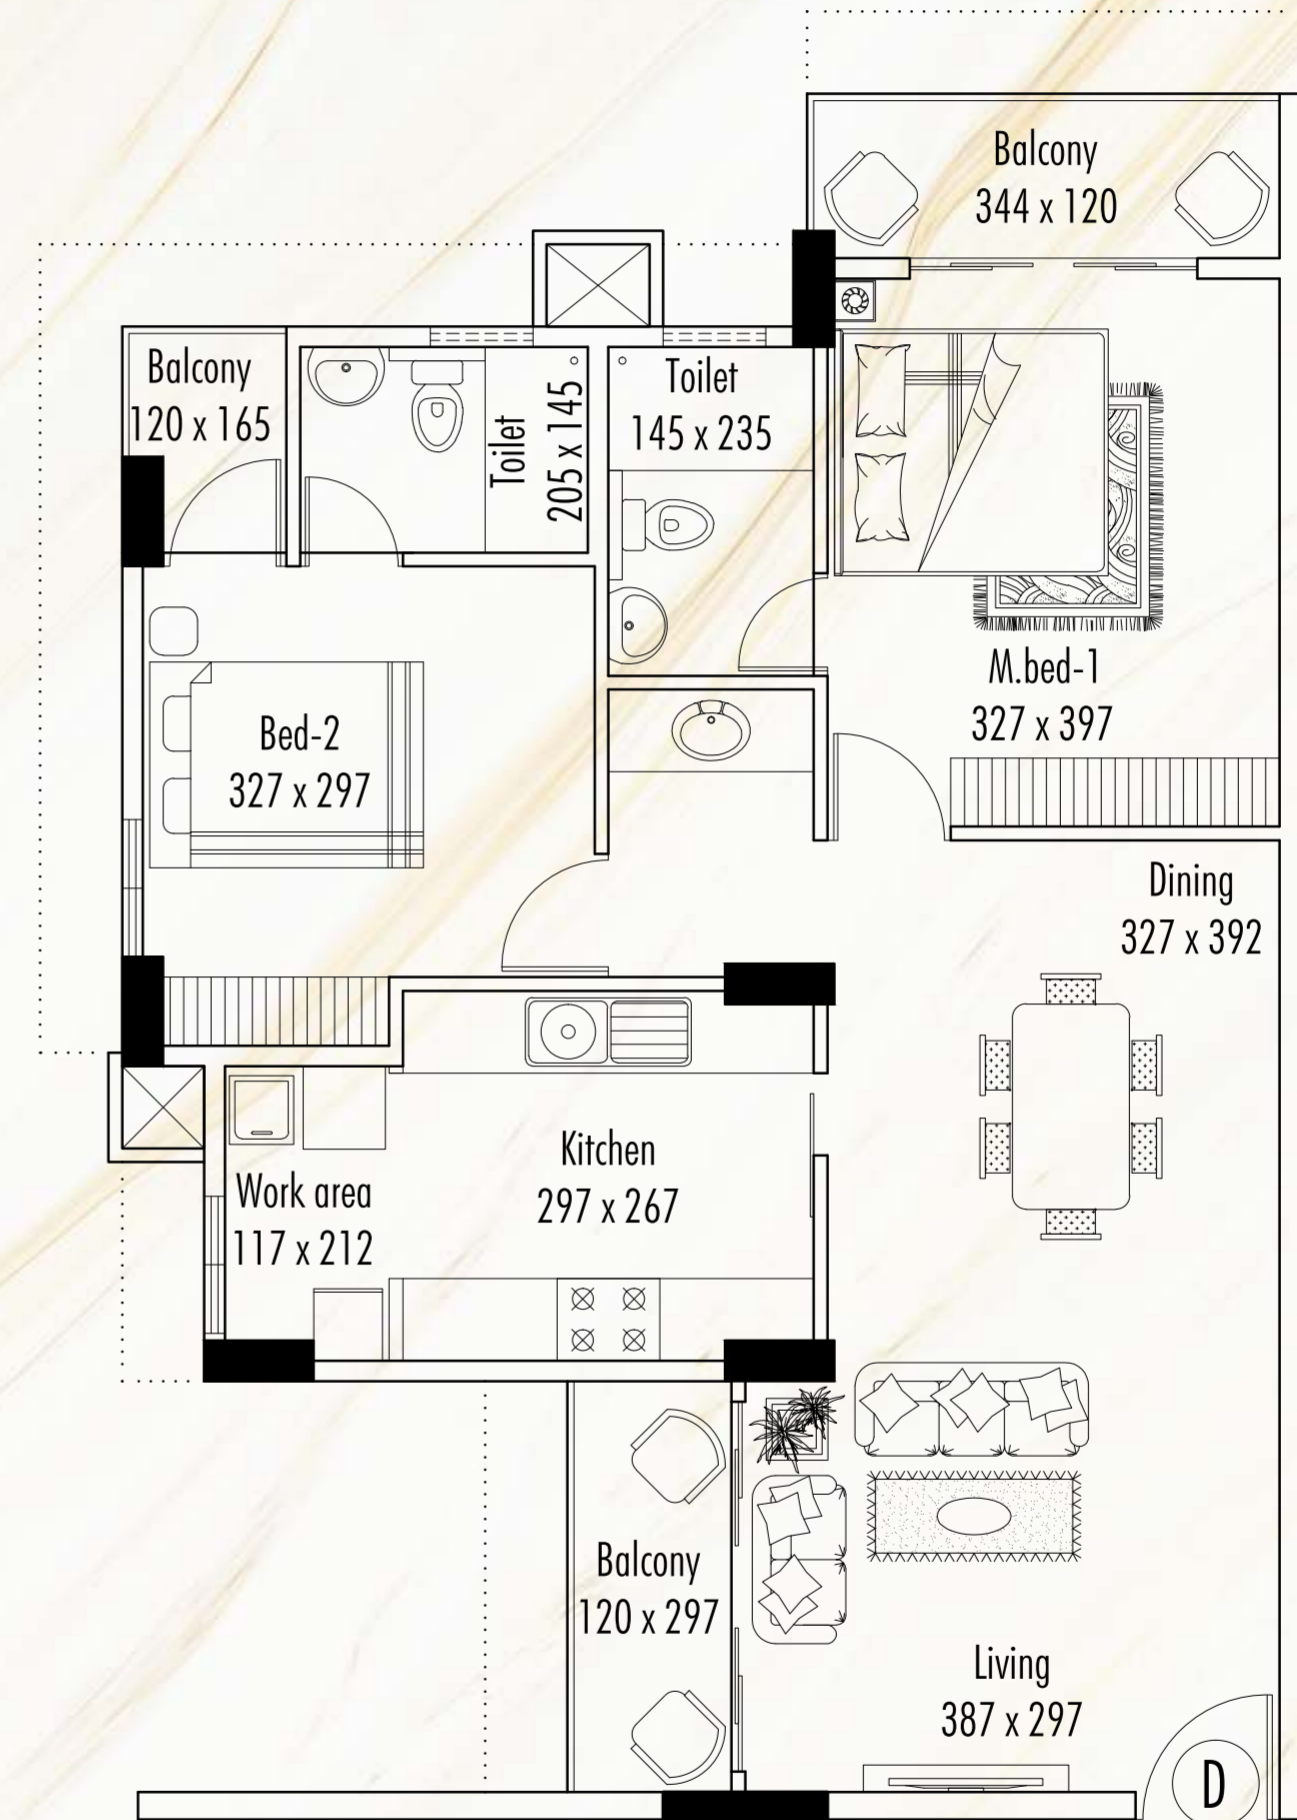 Balcony
344 x 120
Balcony
120 x 165
Toilet
205 x 145
Toilet
145 x 235
M.bed-1
327 x 397
Bed-2
327 x 297
Dining
327 x 392
Kitchen
297 x 267
Work area
117 x 212
Balcony
120 x 297
Living
387 x 297
D